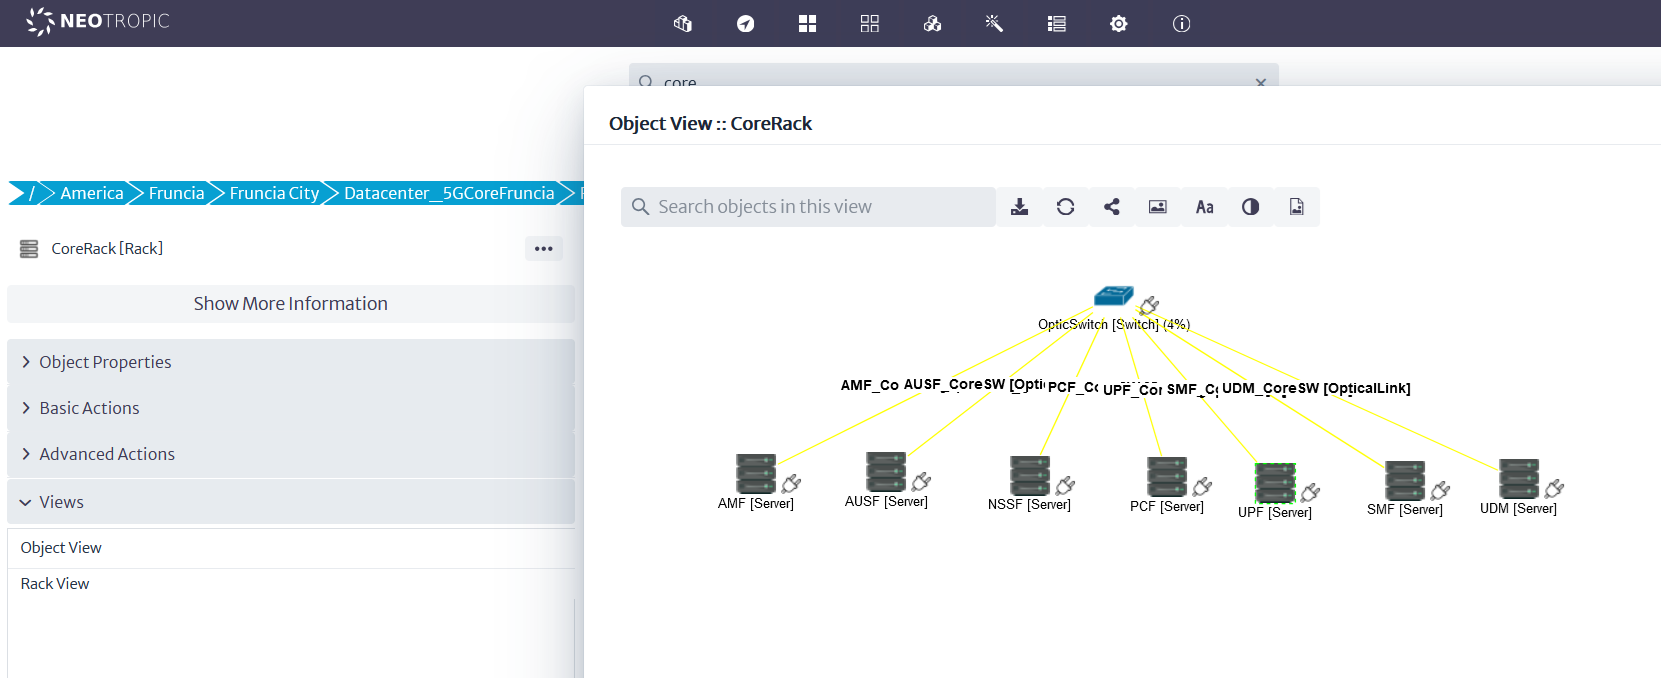 NEOTROPIC
core
Object View :: CoreRack
/ America Fruncia Fruncia City Datacenter_5GCoreFruncia
Search objects in this view
Aa
CoreRack [Rack]
Show More Information
Object Properties
Basic Actions
Advanced Actions
Views
Object View
Rack View
OpticSwitch [Switch] (4%)
AMF_Co AUSF_CoreSW [Opti PCF_Co UPF_Cor SMF_C UDM_CoreSW [OpticalLink]
AMF [Server]
AUSF [Server]
NSSF [Server]
PCF [Server]
UPF [Server]
SMF [Server]
UDM [Server]